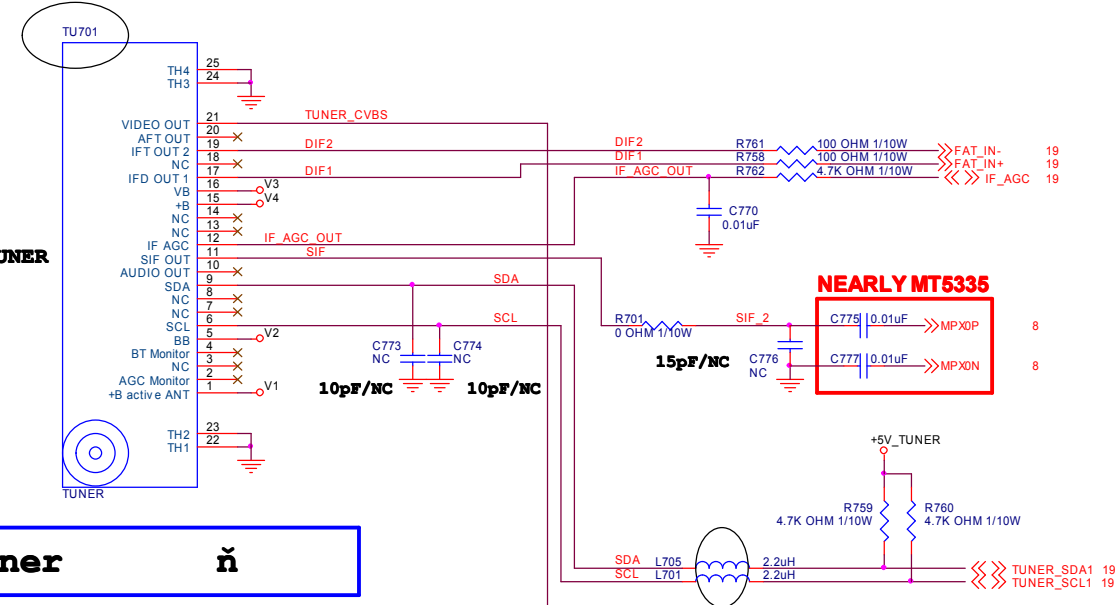 TU701
TH4 25
TH3 24
VIDEO OUT 21 TUNER_CVBS
AFT OUT 20
IFT OUT 2 19 DIF2
NC 18
IFD OUT 1 17 DIF1
VB 16 V3
+B 15 V4
NC 14
NC 13
IF AGC 12 IF_AGC_OUT
SIF OUT 11 SIF
AUDIO OUT 10
SDA 9 SDA
NC 8
NC 7
SCL 6 SCL
BB 5 V2
BT Monitor 4
NC 3
AGC Monitor 2
+B active ANT 1 V1
TH2 23
TH1 22
TUNER
UNER
DIF2 R761 100 OHM 1/10W FAT_IN- 19
DIF1 R758 100 OHM 1/10W FAT_IN+ 19
IF_AGC_OUT R762 4.7K OHM 1/10W IF_AGC 19
C770
0.01uF
NEARLY MT5335
R701 SIF_2 C775 0.01uF MPX0P 8
0 OHM 1/10W
15pF/NC C776
NC
C777 0.01uF MPX0N 8
C773
NC
C774
NC
10pF/NC 10pF/NC
+5V_TUNER
R759
4.7K OHM 1/10W
R760
4.7K OHM 1/10W
SDA L705 2.2uH TUNER_SDA1 19
SCL L701 2.2uH TUNER_SCL1 19
ner ň